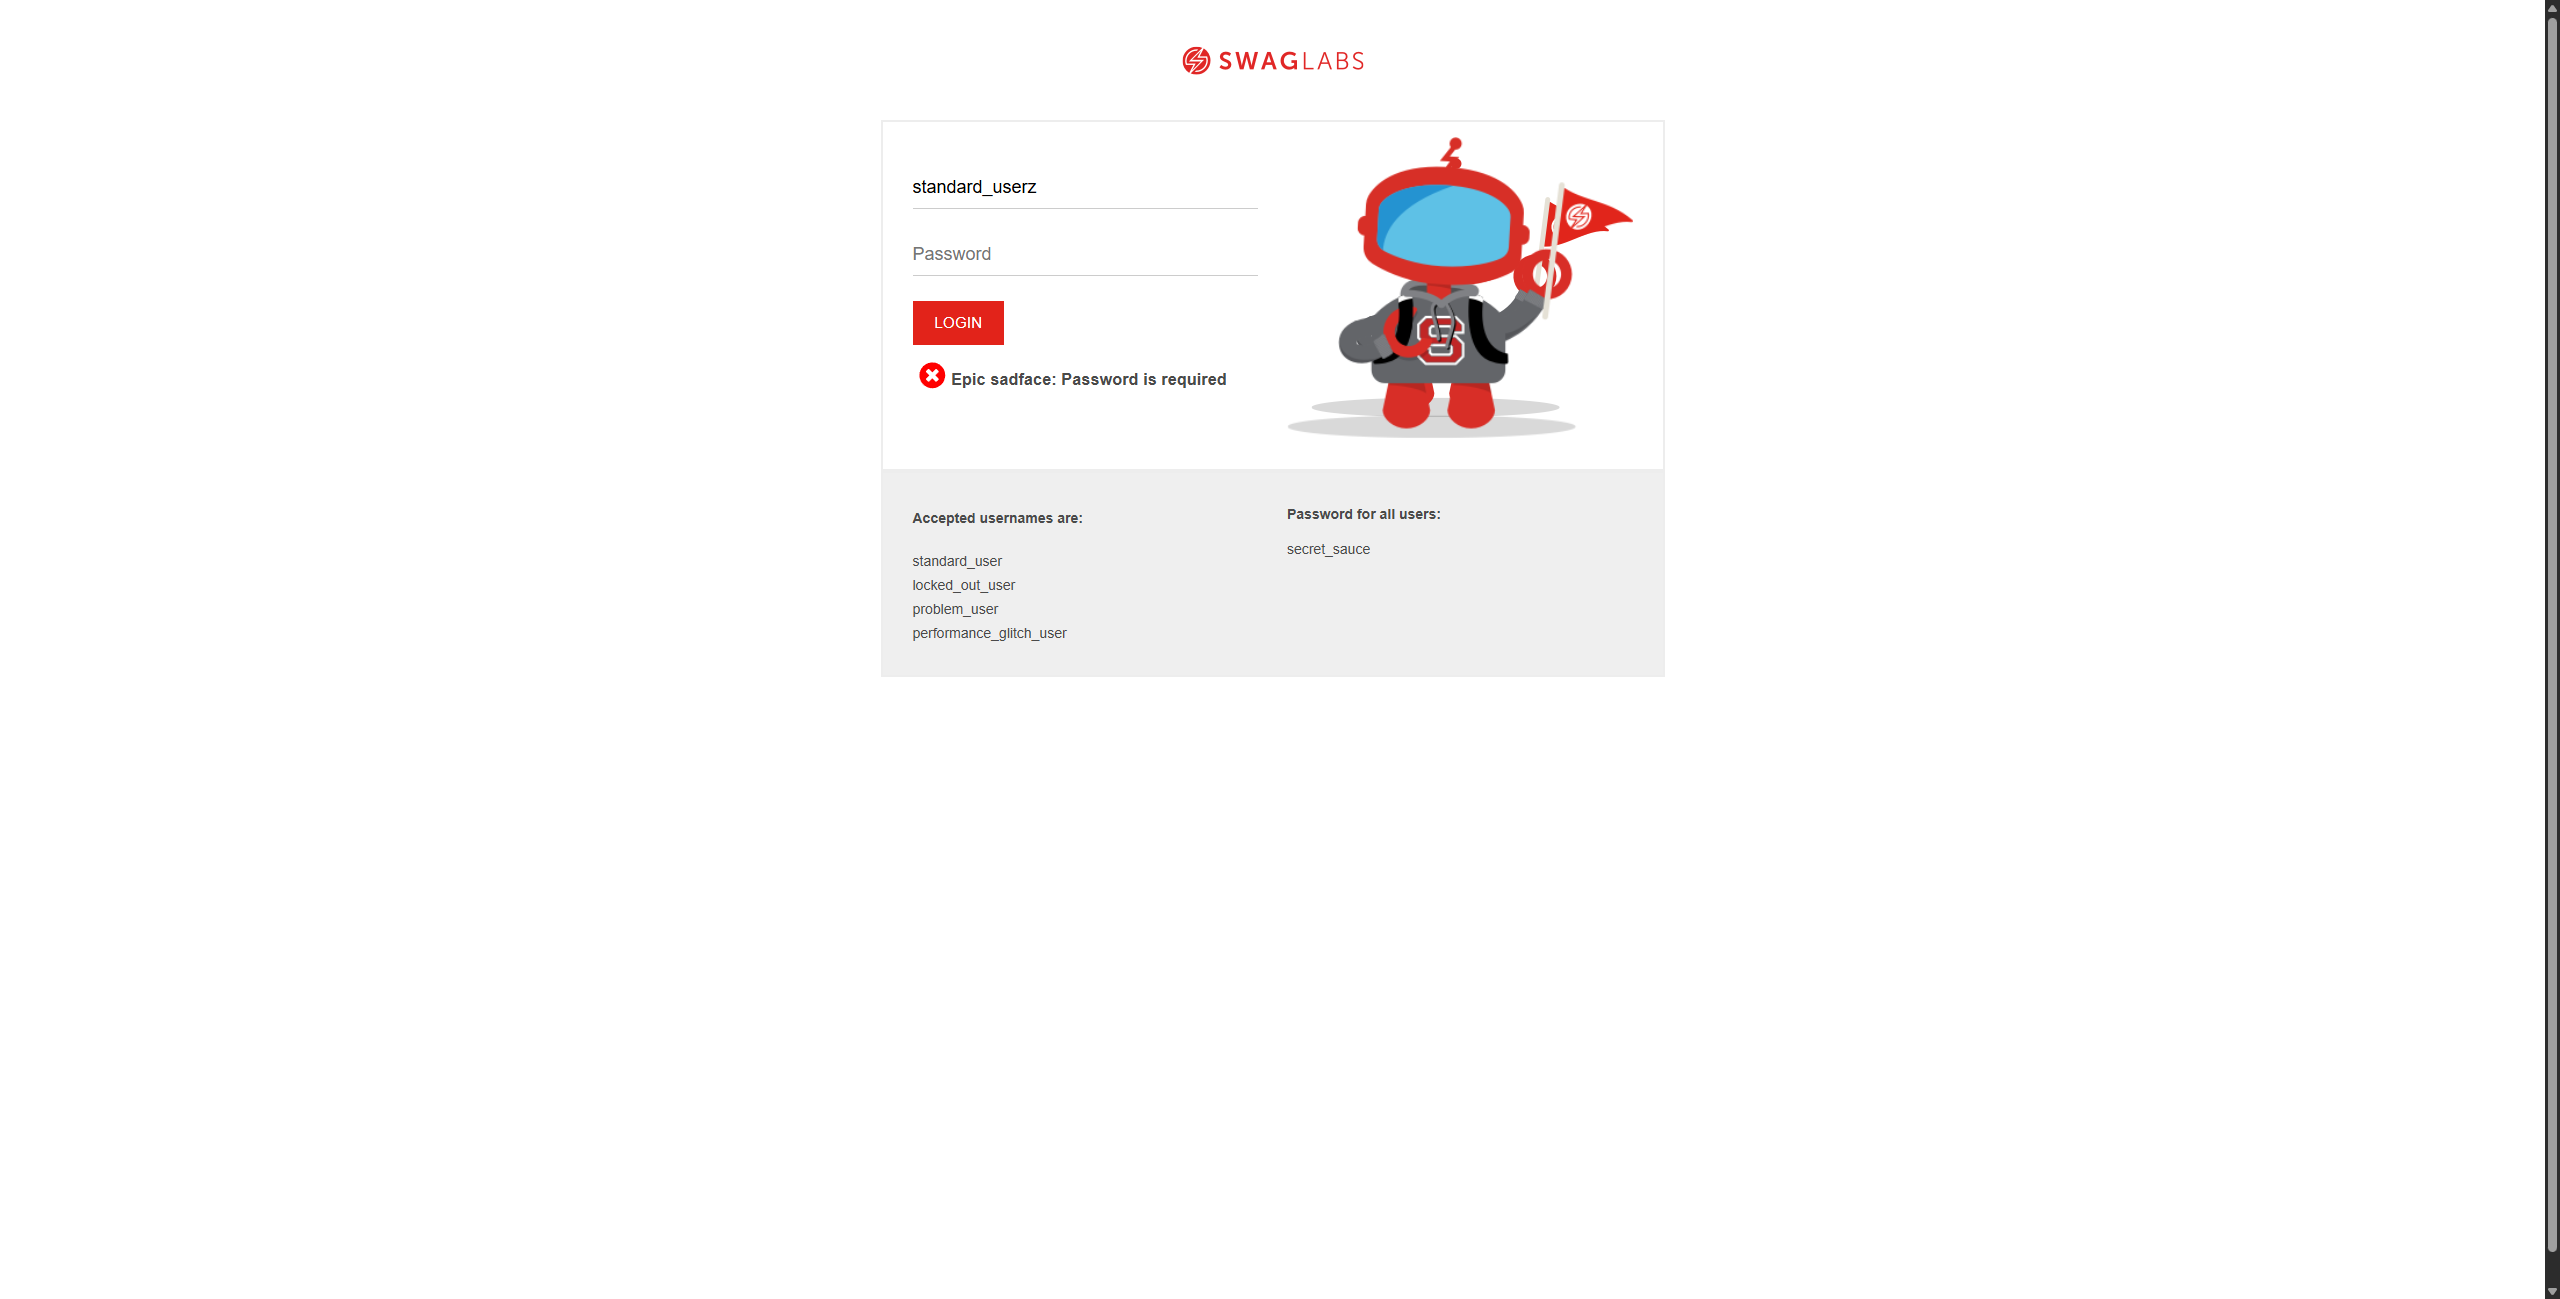 SWAGLABS
standard_userz
Password
LOGIN
Epic sadface: Password is required
S
Accepted usernames are:
standard_user
locked_out_user
problem_user
performance_glitch_user
Password for all users:
secret_sauce